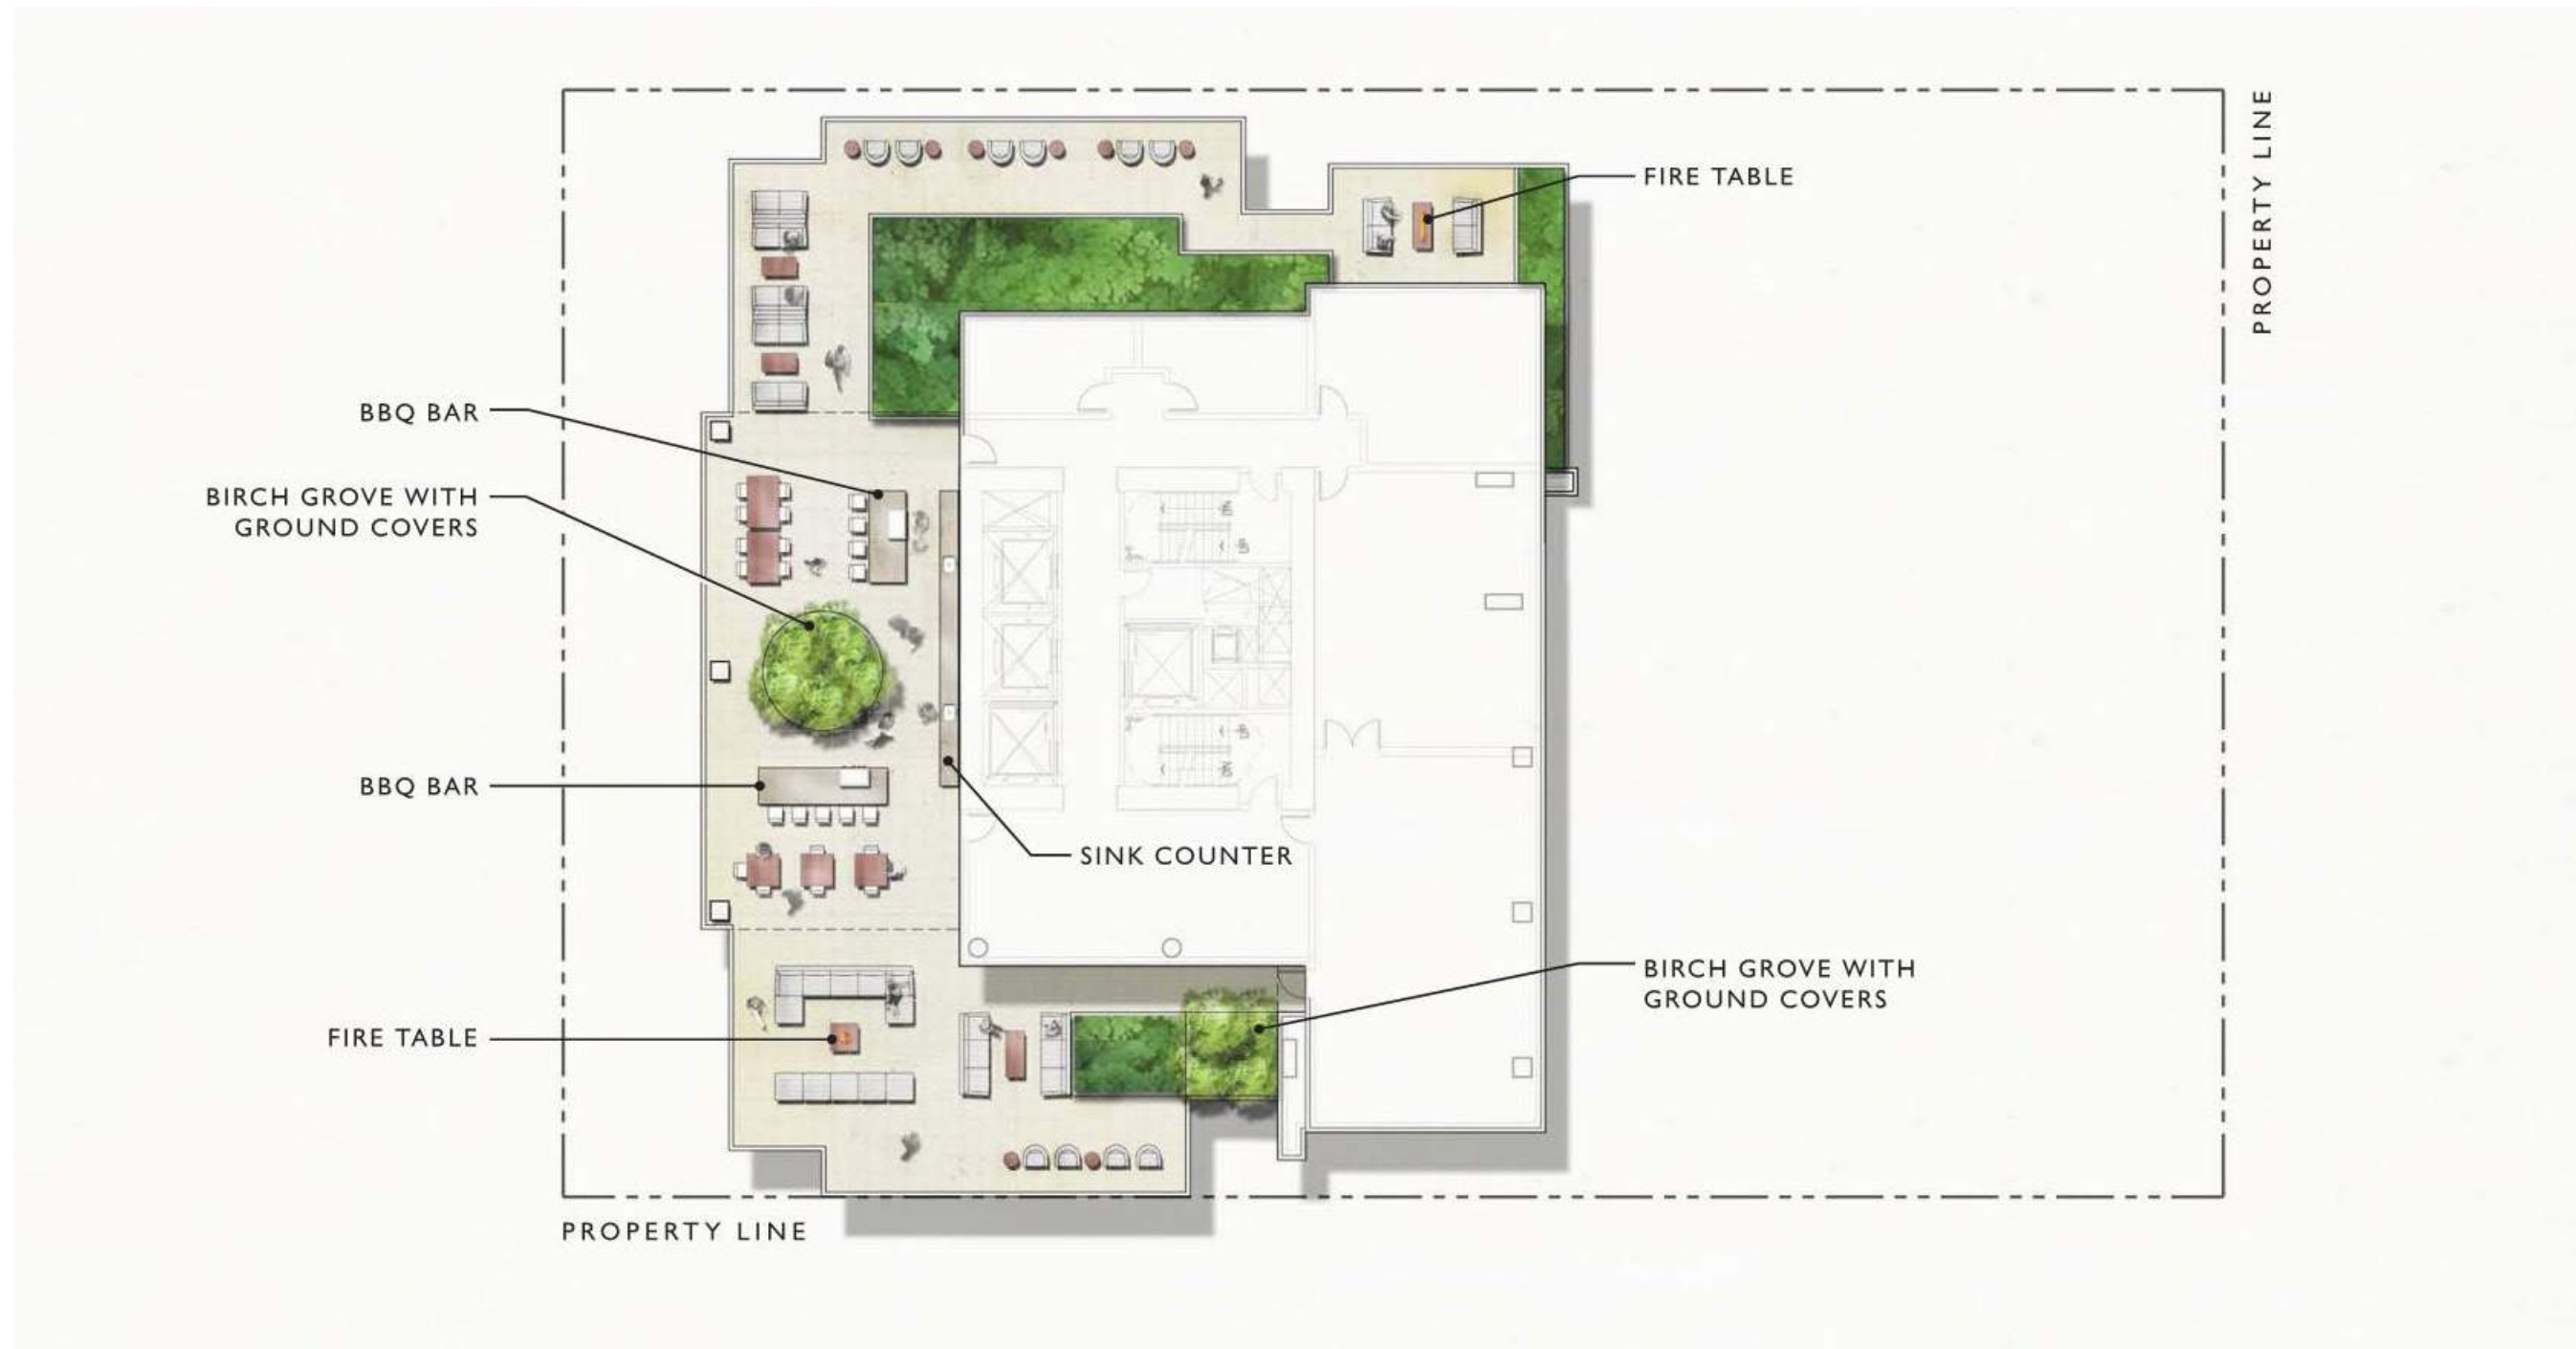 PROPERTY LINE
FIRE TABLE
BBQ BAR
BIRCH GROVE WITH
GROUND COVERS
BBQ BAR
SINK COUNTER
BIRCH GROVE WITH
GROUND COVERS
FIRE TABLE
PROPERTY LINE